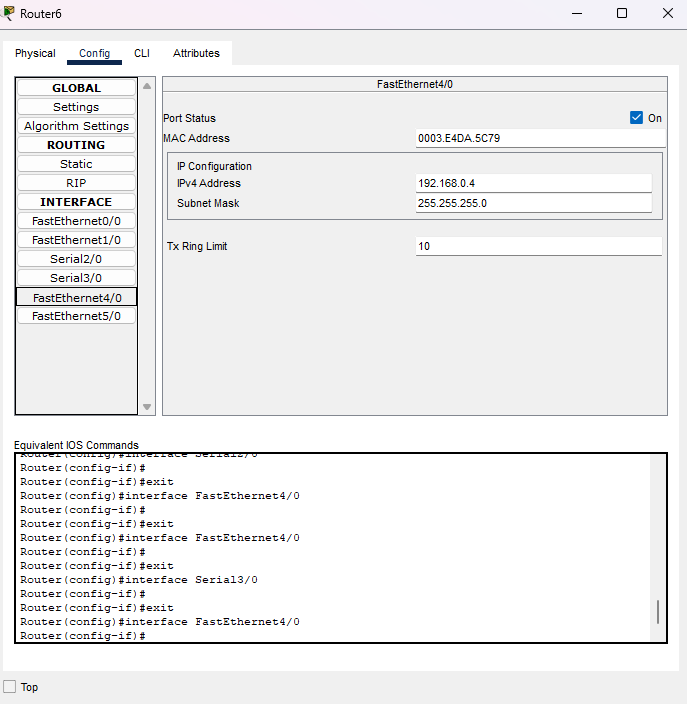 Router6
Physical Config CLI Attributes
GLOBAL
Settings
Algorithm Settings
ROUTING
Static
RIP
INTERFACE
FastEthernet0/0
FastEthernet1/0
Serial2/0
Serial3/0
FastEthernet4/0
FastEthernet5/0
FastEthernet4/0
Port Status On
MAC Address 0003.E4DA.5C79
IP Configuration
IPv4 Address 192.168.0.4
Subnet Mask 255.255.255.0
Tx Ring Limit 10
Equivalent IOS Commands
Router(config)#interface Serial2/0
Router(config-if)#
Router(config-if)#exit
Router(config)#interface FastEthernet4/0
Router(config-if)#
Router(config-if)#exit
Router(config)#interface FastEthernet4/0
Router(config-if)#
Router(config-if)#exit
Router(config)#interface Serial3/0
Router(config-if)#
Router(config-if)#exit
Router(config)#interface FastEthernet4/0
Router(config-if)#
Top